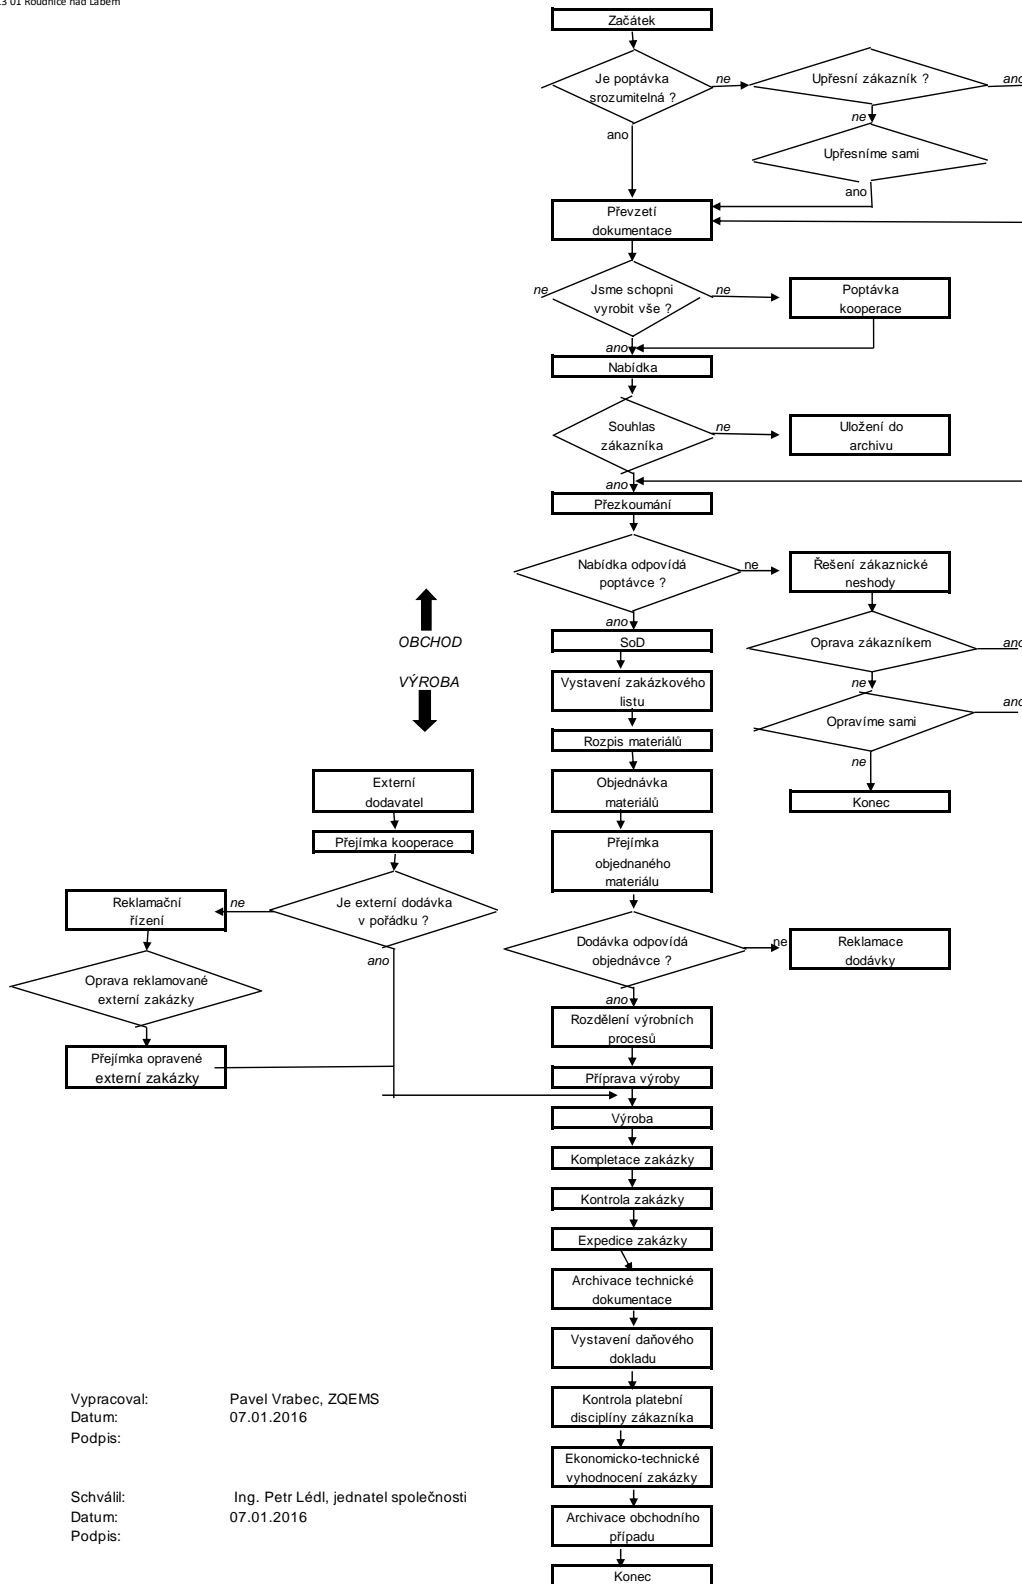 01 Roudnice nad Labem
Začátek
Je poptávka
srozumitelná ?
ne
Upřesní zákazník ?
ano
ne
ano
Upřesníme sami
ano
Převzetí
dokumentace
ne
Jsme schopni
vyrobit vše ?
ne
Poptávka
kooperace
ano
Nabídka
Souhlas
zákazníka
ne
Uložení do
archivu
ano
Přezkoumání
Nabídka odpovídá
poptávce ?
ne
Řešení zákaznické
neshody
ano
OBCHOD
SoD
Oprava zákazníkem
ano
VÝROBA
Vystavení zakázkového
listu
ne
ano
Opravíme sami
Rozpis materiálů
ne
Externí
dodavatel
Objednávka
materiálů
Konec
Přejímka kooperace
Přejímka
objednaného
materiálu
Reklamační
řízení
ne
Je externí dodávka
v pořádku ?
ano
Dodávka odpovídá
objednávce ?
ne
Reklamace
dodávky
Oprava reklamované
externí zakázky
ano
Rozdělení výrobních
procesů
Přejímka opravené
externí zakázky
Příprava výroby
Výroba
Kompletace zakázky
Kontrola zakázky
Expedice zakázky
Archivace technické
dokumentace
Vystavení daňového
dokladu
Kontrola platební
disciplíny zákazníka
Ekonomicko-technické
vyhodnocení zakázky
Archivace obchodního
případu
Konec
Vypracoval: Pavel Vrabec, ZQEMS
Datum: 07.01.2016
Podpis:
Schválil: Ing. Petr Lédl, jednatel společnosti
Datum: 07.01.2016
Podpis: